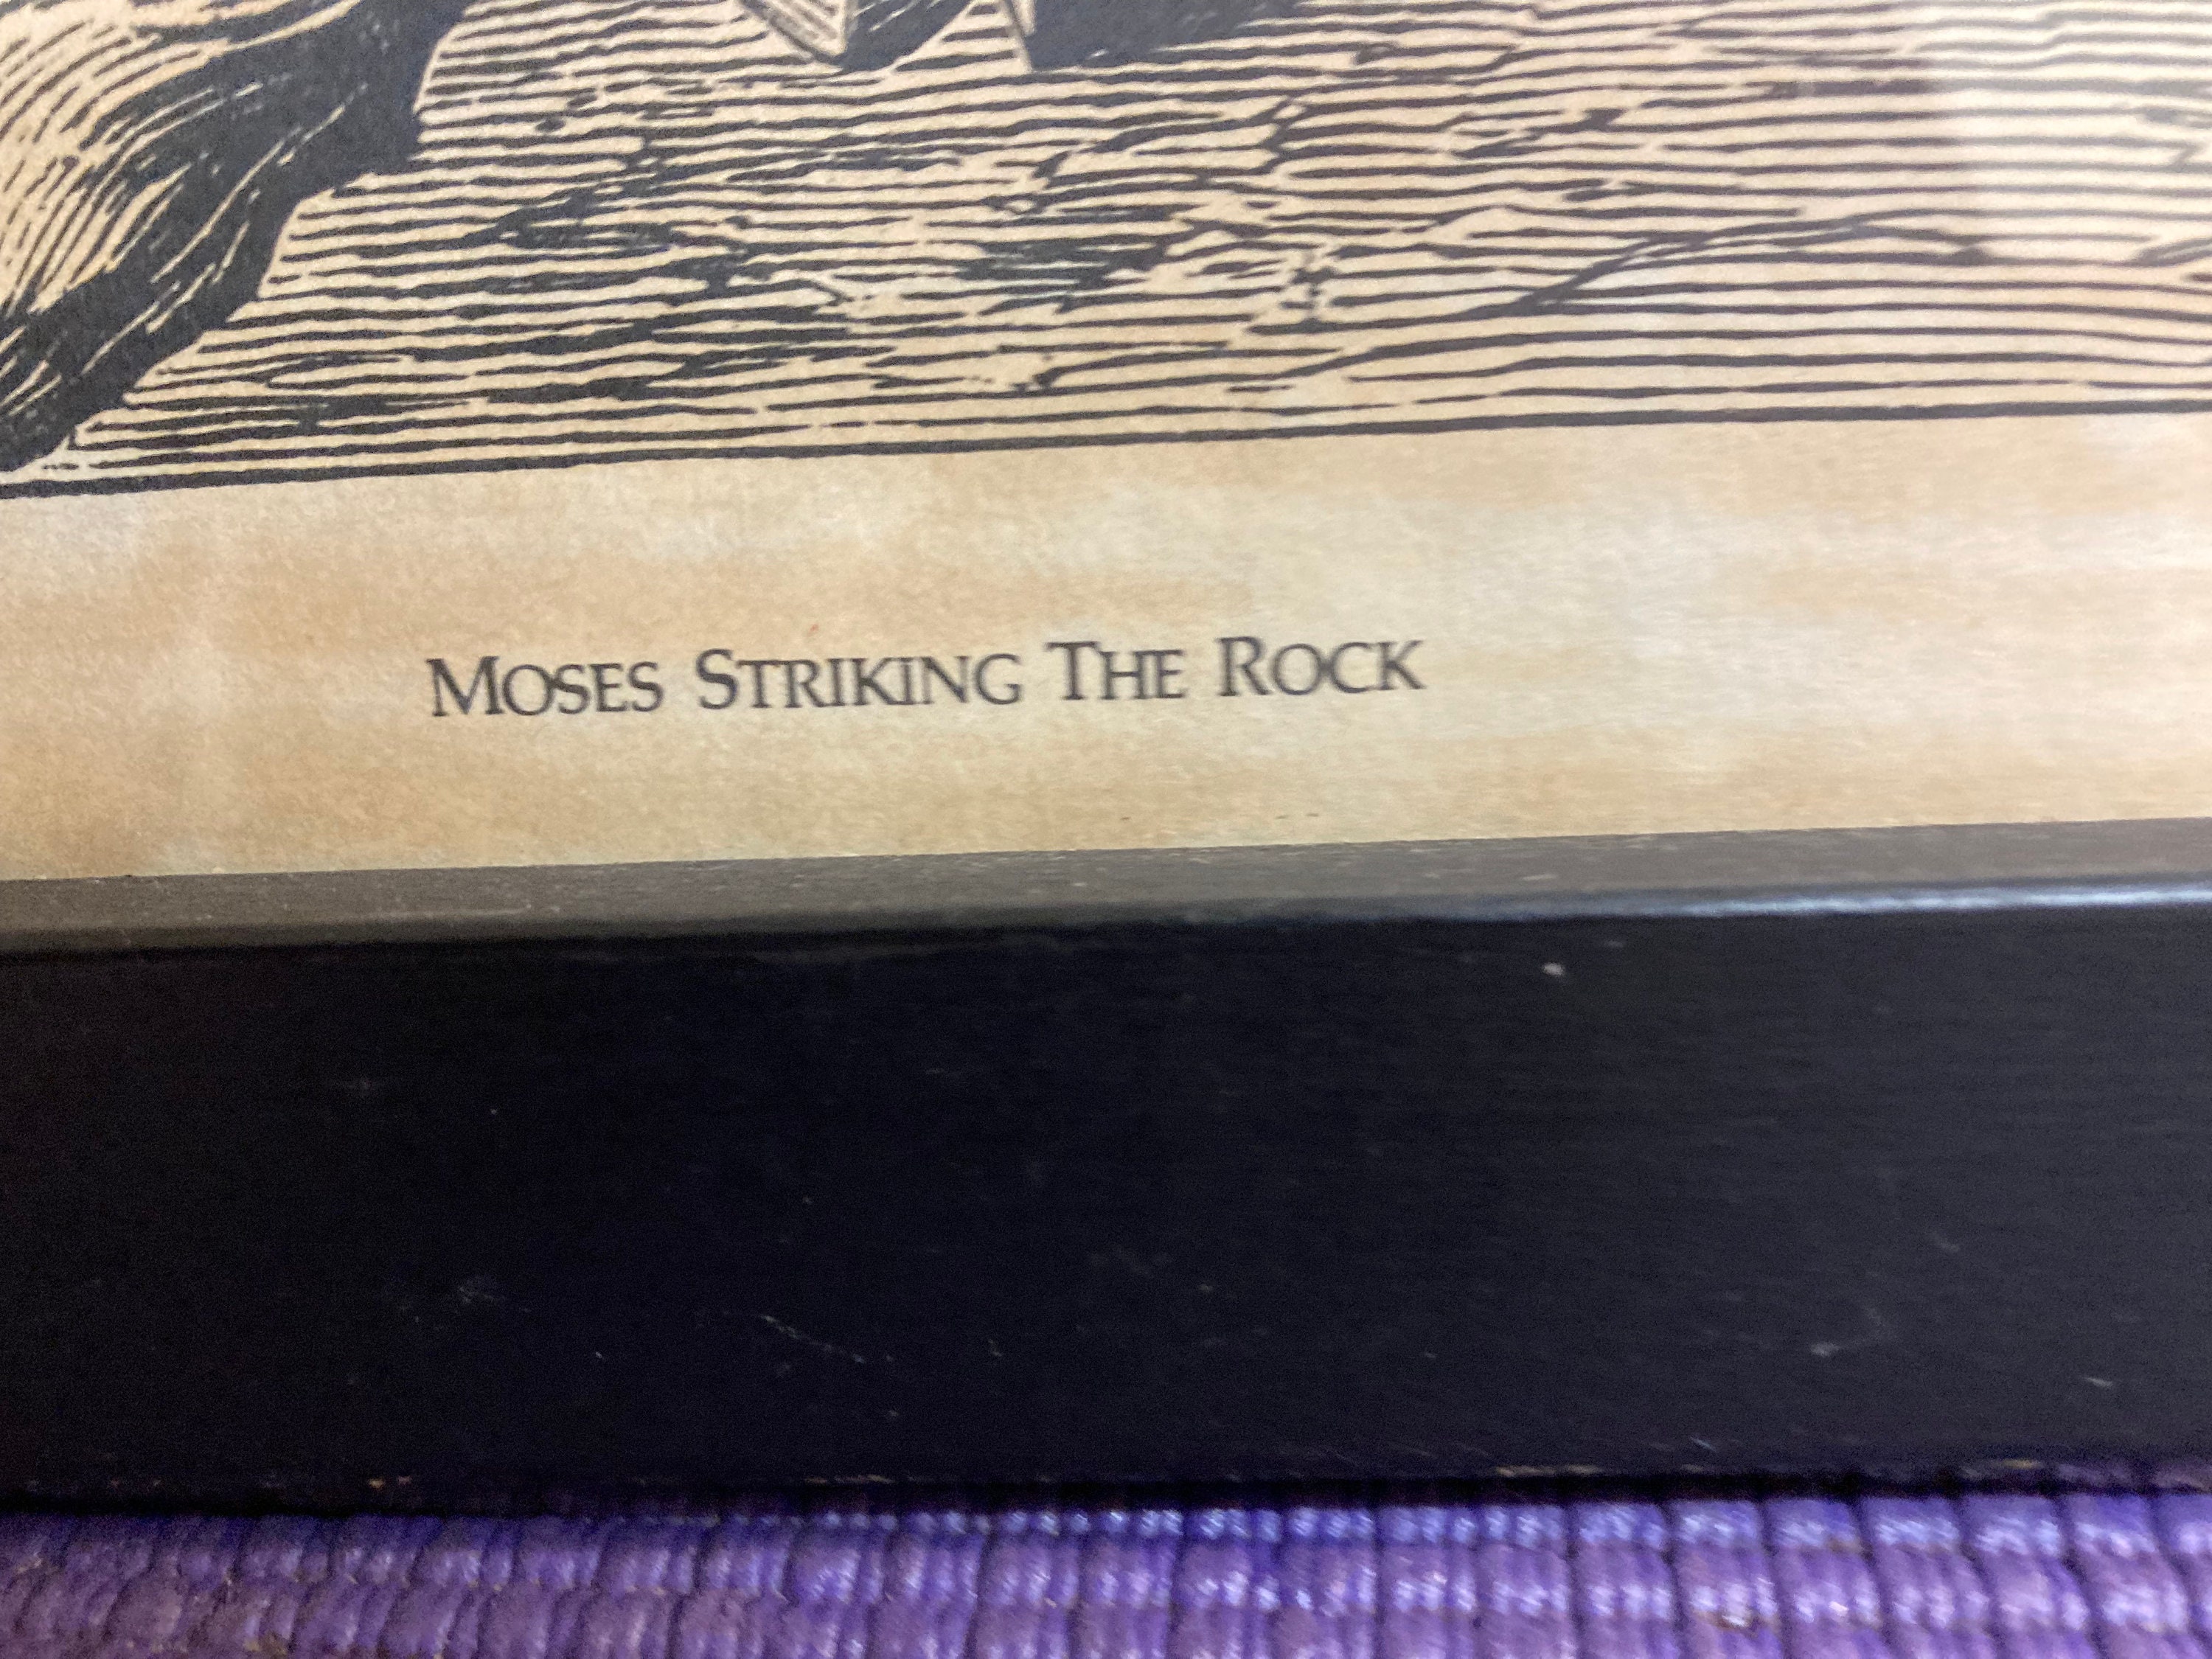 MOSES STRIKING THE ROCK